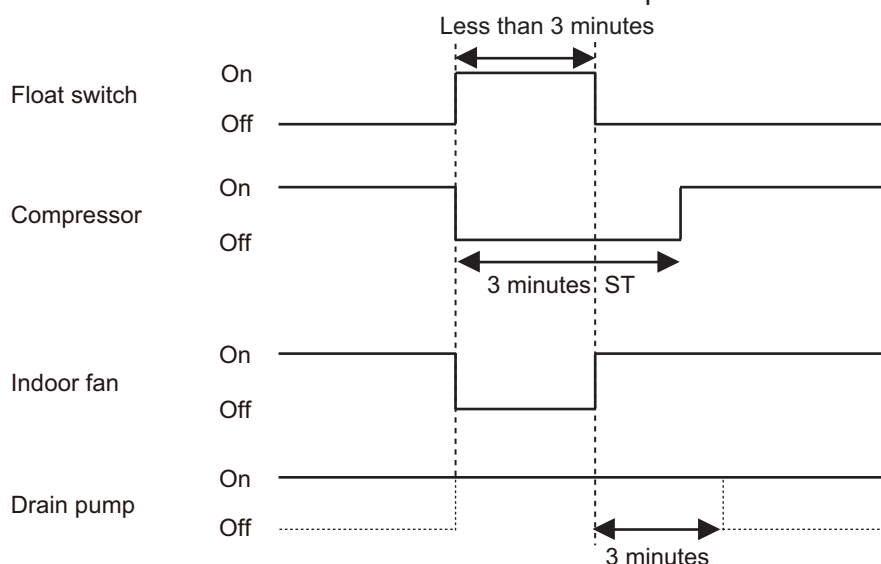 Less than 3 minutes
On
Float switch
Off
On
Compressor
Off
3 minutes ST
On
Indoor fan
Off
On
Drain pump
Off
3 minutes